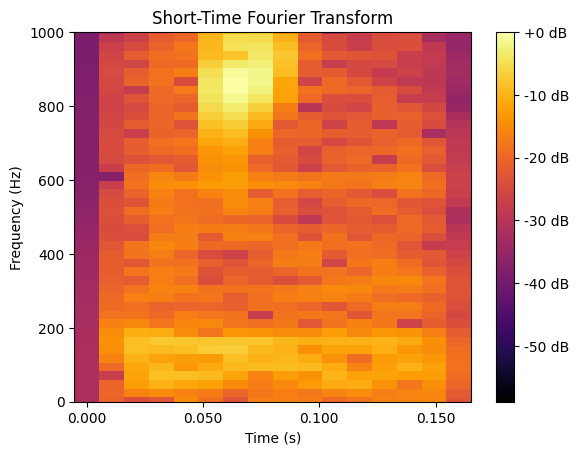 Short-Time Fourier Transform
Frequency (Hz)
1000
800
600
400
200
0
0.000
0.050
0.100
0.150
Time (s)
+0 dB
-10 dB
-20 dB
-30 dB
-40 dB
-50 dB